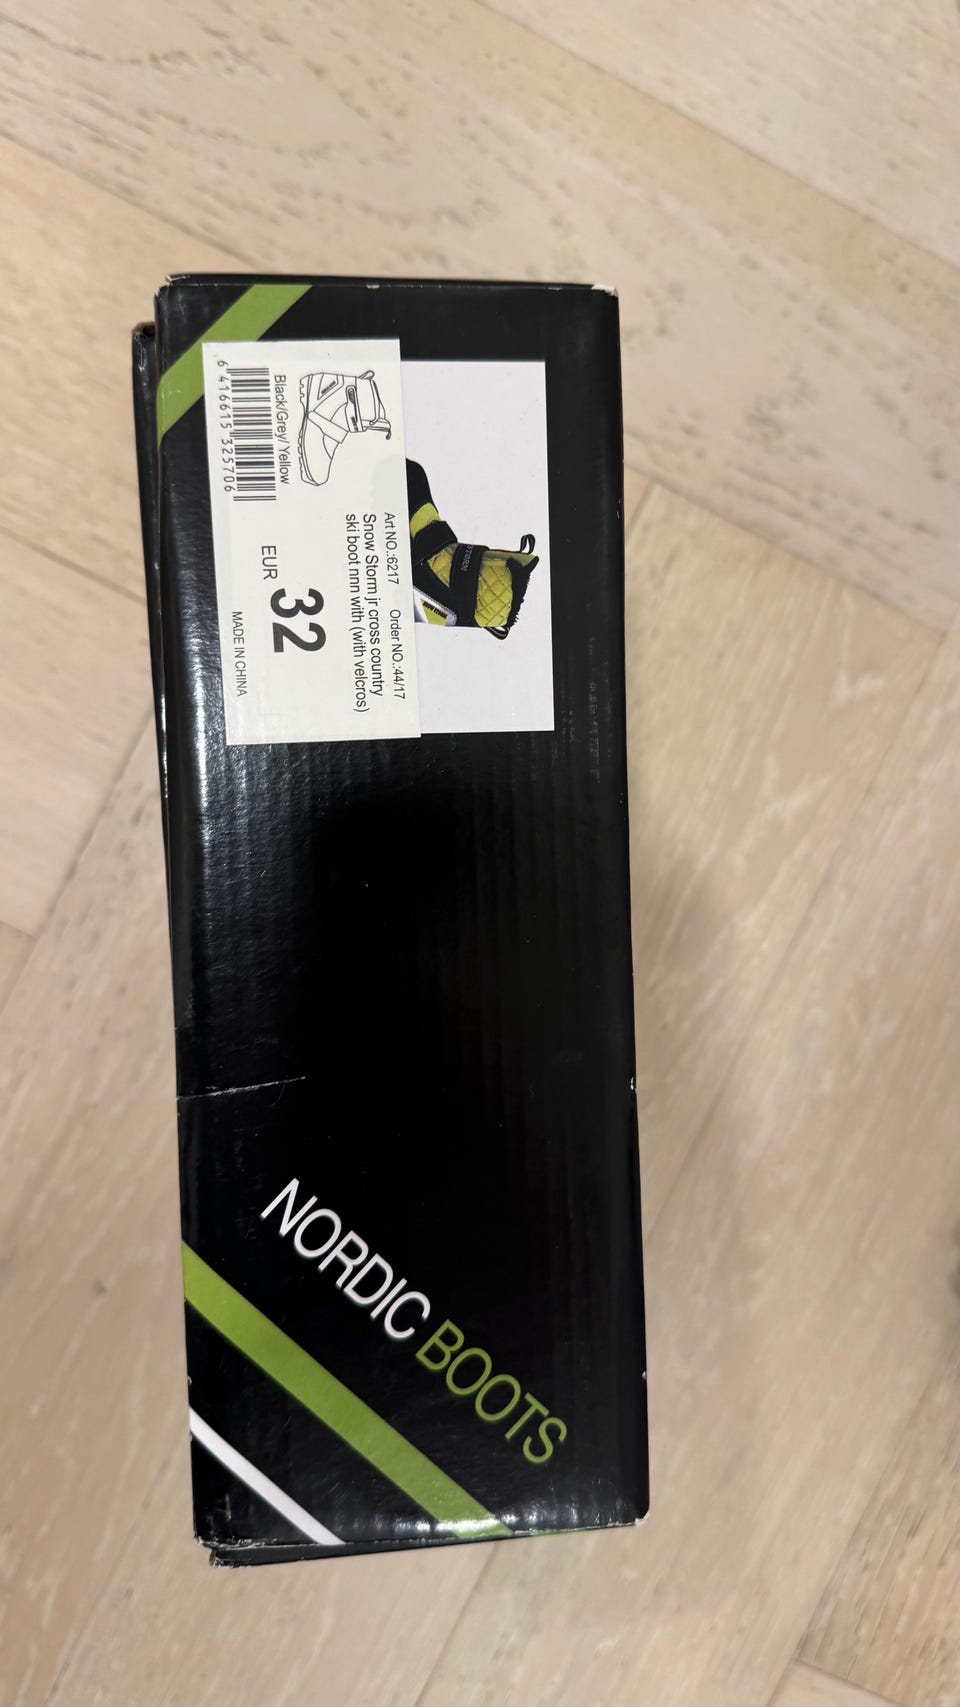 Art NO.:6217 Order NO.:44/17
Snow Storm jr cross country
ski boot nnn with (with velcros)
Black/Grey/Yellow
EUR 32
6 416615 325706
MADE IN CHINA
STORM
NORDIC BOOTS